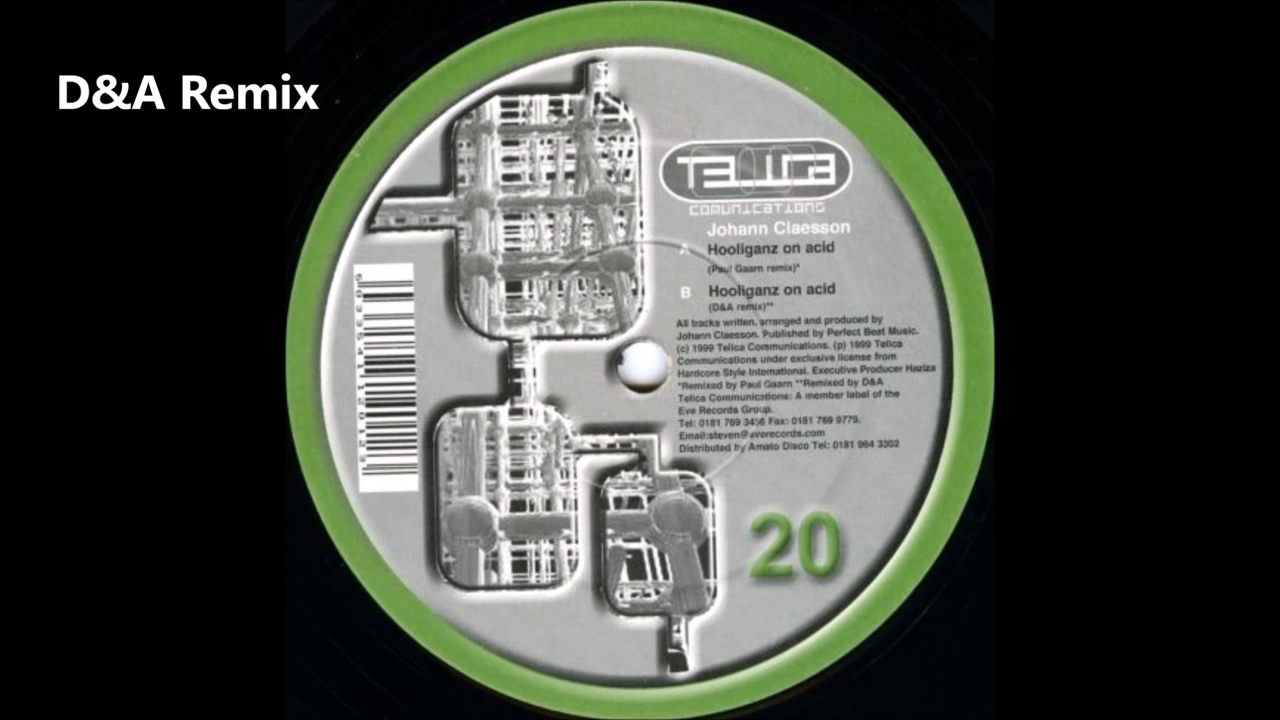 D&A Remix
TELICA
COMUNICATIONS
Johann Claesson
A Hooliganz on acid
(Paul Gaarn remix)*
B Hooliganz on acid
(D&A remix)**
All tracks written, arranged and produced by
Johann Claesson. Published by Perfect Beat Music.
(c) 1999 Telica Communications. (p) 1999 Telica
Communications under exclusive license from
Hardcore Style International. Executive Producer Haziza
*Remixed by Paul Gaarn **Remixed by D&A
Telica Communications: A member label of the
Eve Records Group.
Tel: 0181 769 3456 Fax: 0181 769 9779.
Email:steven@everecords.com
Distributed by Amato Disco Tel: 0181 964 3302
20